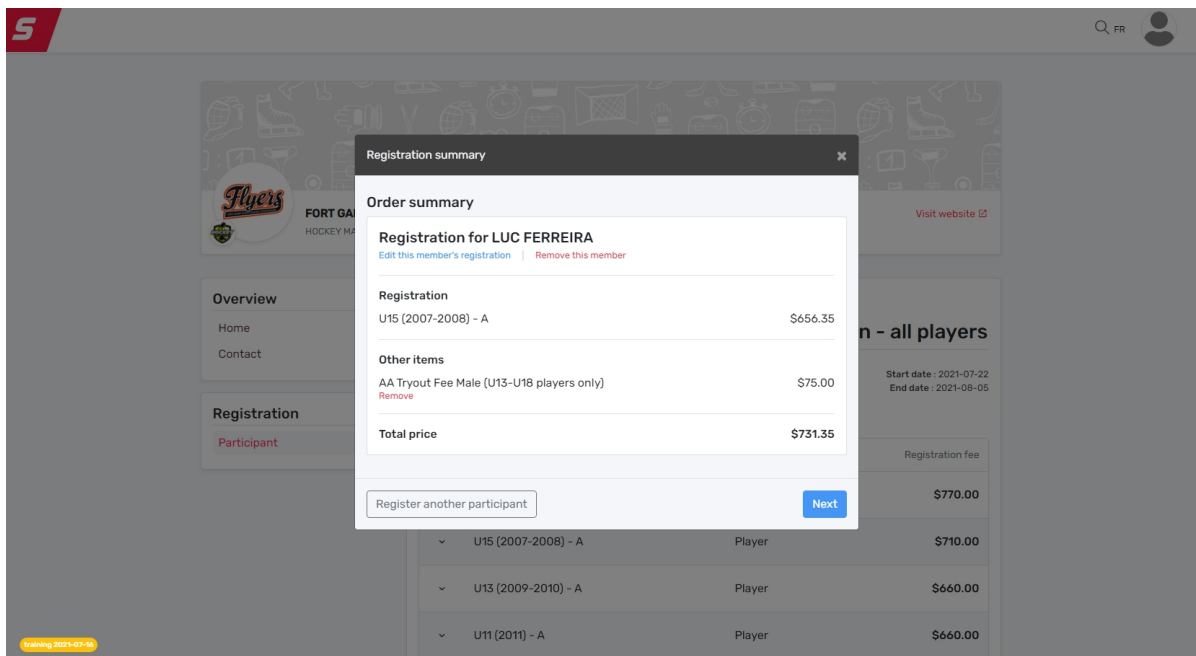 S
FR
Registration summary
Flyers
FORT GA
HOCKEY MA
Visit website
Order summary
Registration for LUC FERREIRA
Edit this member's registration | Remove this member
Registration
U15 (2007-2008) - A $656.35
Other items
AA Tryout Fee Male (U13-U18 players only) $75.00
Remove
Total price $731.35
Register another participant Next
Overview
Home
Contact
Registration
Participant
n - all players
Start date : 2021-07-22
End date : 2021-08-05
Registration fee
$770.00
U15 (2007-2008) - A Player $710.00
U13 (2009-2010) - A Player $660.00
U11 (2011) - A Player $660.00
training 2021-07-16